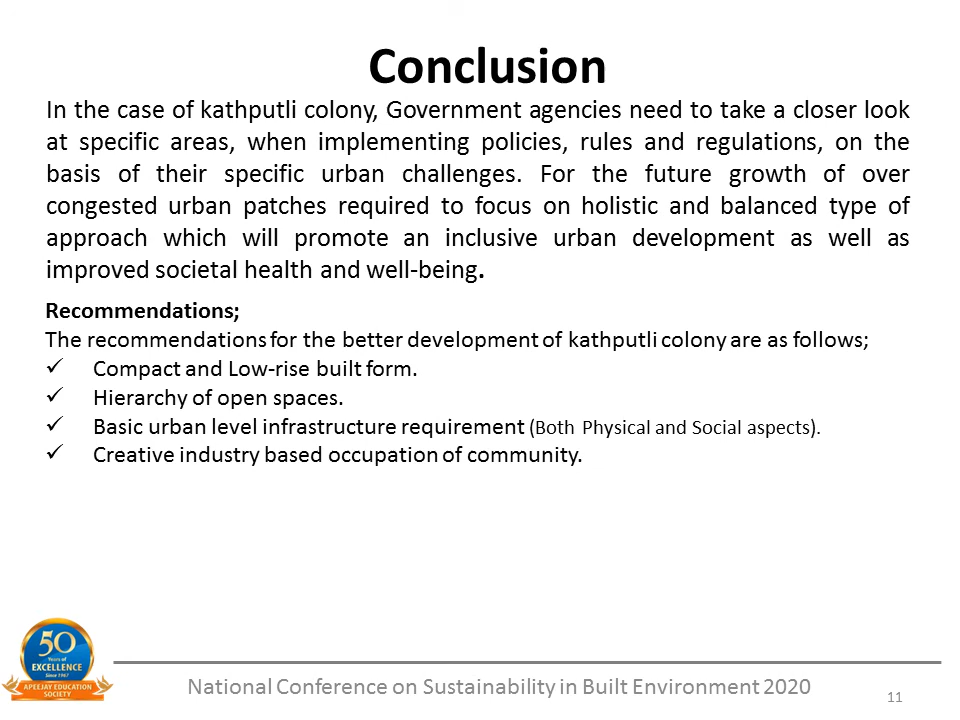 Conclusion
In the case of kathputli colony, Government agencies need to take a closer look
at specific areas, when implementing policies, rules and regulations, on the
basis of their specific urban challenges. For the future growth of over
congested urban patches required to focus on holistic and balanced type of
approach which will promote an inclusive urban development as well as
improved societal health and well-being.
Recommendations;
The recommendations for the better development of kathputli colony are as follows;
✓ Compact and Low-rise built form.
✓ Hierarchy of open spaces.
✓ Basic urban level infrastructure requirement (Both Physical and Social aspects).
✓ Creative industry based occupation of community.
50
Years of
EXCELLENCE
Since 1967
APEEJAY EDUCATION
SOCIETY
National Conference on Sustainability in Built Environment 2020
11